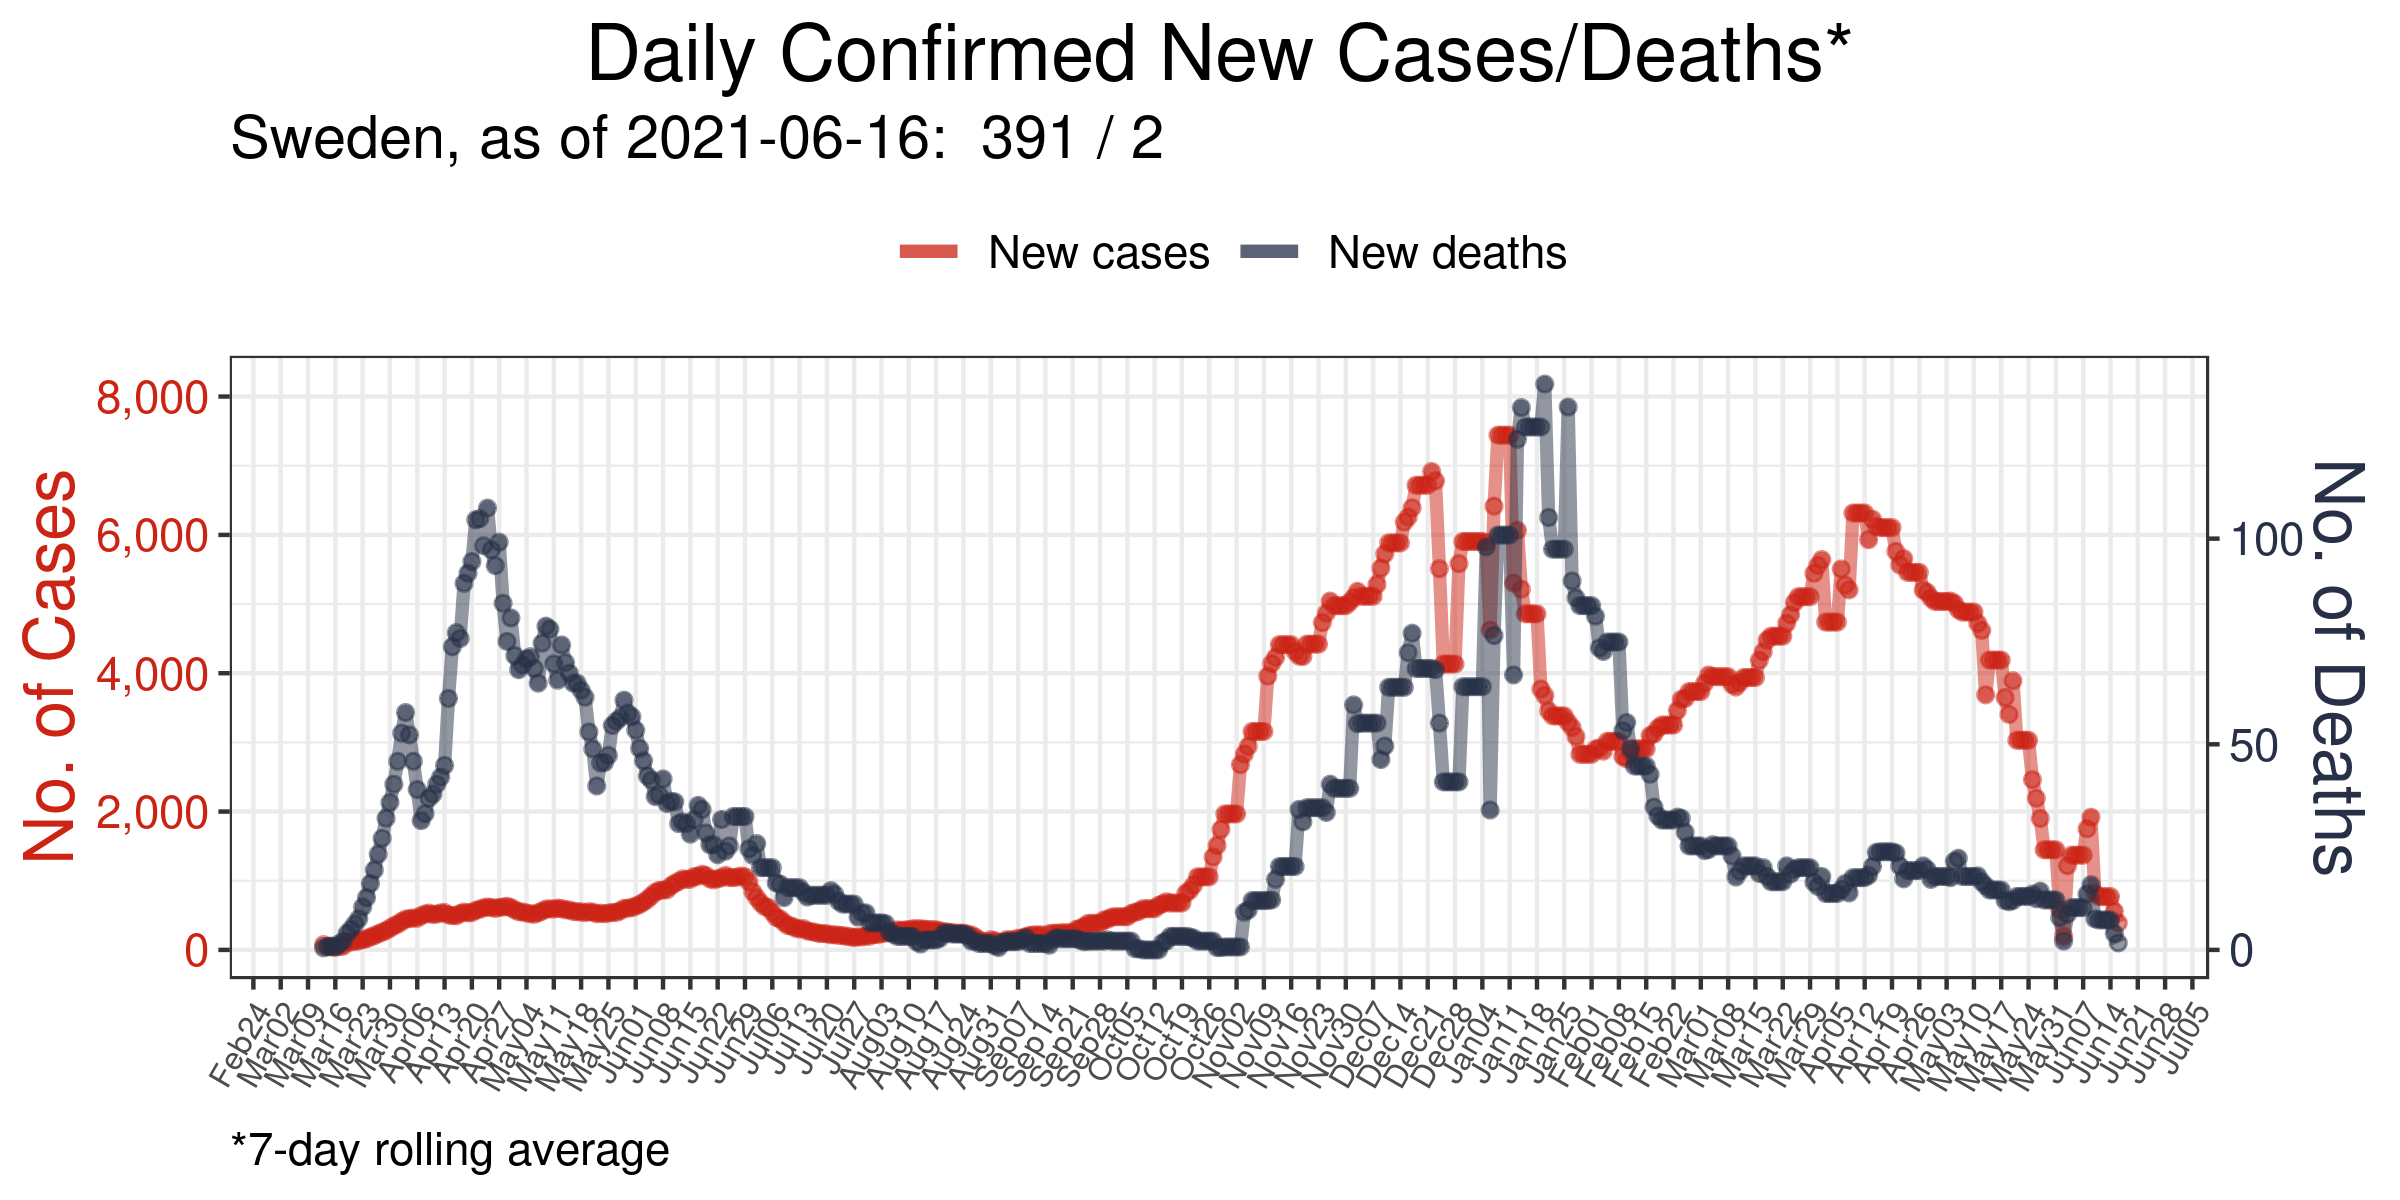 Daily Confirmed New Cases/Deaths*
Sweden, as of 2021-06-16:  391 / 2
New cases
New deaths
No. of Cases
8,000
6,000
4,000
2,000
0
No. of Deaths
100
50
0
Feb24
Mar02
Mar09
Mar16
Mar23
Mar30
Apr06
Apr13
Apr20
Apr27
May04
May11
May18
May25
Jun01
Jun08
Jun15
Jun22
Jun29
Jul06
Jul13
Jul20
Jul27
Aug03
Aug10
Aug17
Aug24
Aug31
Sep07
Sep14
Sep21
Sep28
Oct05
Oct12
Oct19
Oct26
Nov02
Nov09
Nov16
Nov23
Nov30
Dec07
Dec14
Dec21
Dec28
Jan04
Jan11
Jan18
Jan25
Feb01
Feb08
Feb15
Feb22
Mar01
Mar08
Mar15
Mar22
Mar29
Apr05
Apr12
Apr19
Apr26
May03
May10
May17
May24
May31
Jun07
Jun14
Jun21
Jun28
Jul05
*7-day rolling average